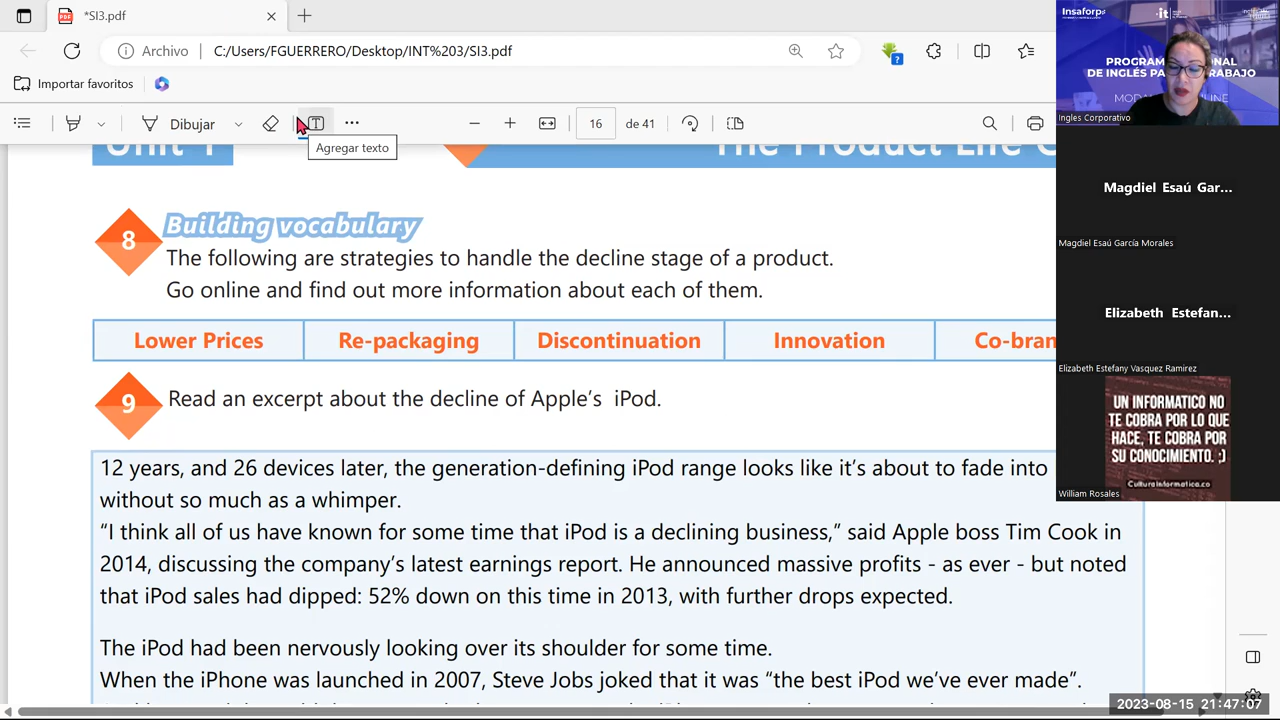 *SI3.pdf
Archivo
C:/Users/FGUERRERO/Desktop/INT%203/SI3.pdf
Importar favoritos
Dibujar
16
de 41
Agregar texto
Unit 1
The Product Life C
8
Building vocabulary
The following are strategies to handle the decline stage of a product.
Go online and find out more information about each of them.
Lower Prices
Re-packaging
Discontinuation
Innovation
Co-bran
9
Read an excerpt about the decline of Apple's iPod.
12 years, and 26 devices later, the generation-defining iPod range looks like it's about to fade into
without so much as a whimper.
“I think all of us have known for some time that iPod is a declining business,” said Apple boss Tim Cook in
2014, discussing the company's latest earnings report. He announced massive profits - as ever - but noted
that iPod sales had dipped: 52% down on this time in 2013, with further drops expected.
The iPod had been nervously looking over its shoulder for some time.
When the iPhone was launched in 2007, Steve Jobs joked that it was “the best iPod we've ever made”.
Insaforp
PROGRAM
ONAL
DE INGLÉS PA
ABAJO
Ingles Corporativo
Magdiel Esaú Gar...
Magdiel Esaú García Morales
Elizabeth Estefan...
Elizabeth Estefany Vasquez Ramirez
UN INFORMATICO NO
TE COBRA POR LO QUE
HACE, TE COBRA POR
SU CONOCIMIENTO. ;)
CulturaInformatica.co
William Rosales
2023-08-15 21:47:07